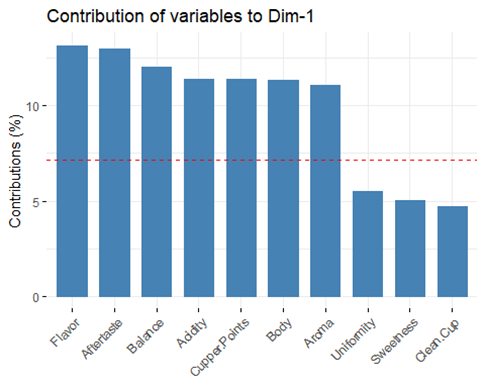 Contribution of variables to Dim-1
Contributions (%)
10
5
0
Flavor
Aftertaste
Balance
Acidity
Cupper.Points
Body
Aroma
Uniformity
Sweetness
Clean.Cup